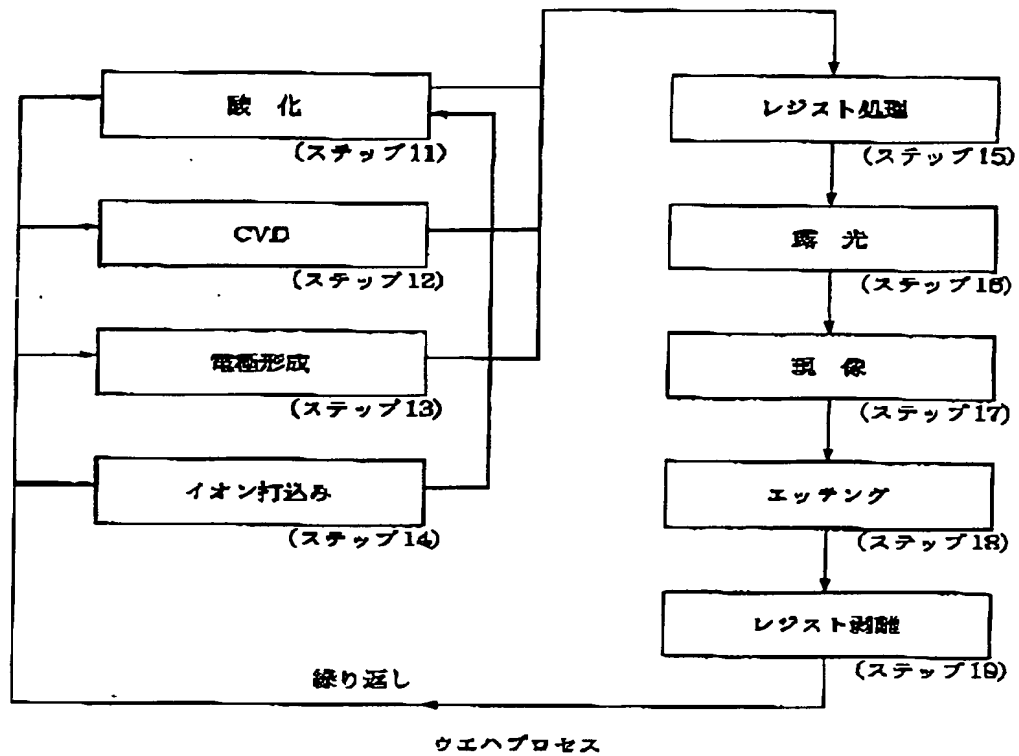 酸 化
(ステップ11)
CVD
(ステップ12)
電極形成
(ステップ13)
イオン打込み
(ステップ14)
レジスト処理
(ステップ15)
露 光
(ステップ16)
現 像
(ステップ17)
エッチング
(ステップ18)
レジスト剥離
(ステップ19)
繰り返し
ウエハプロセス